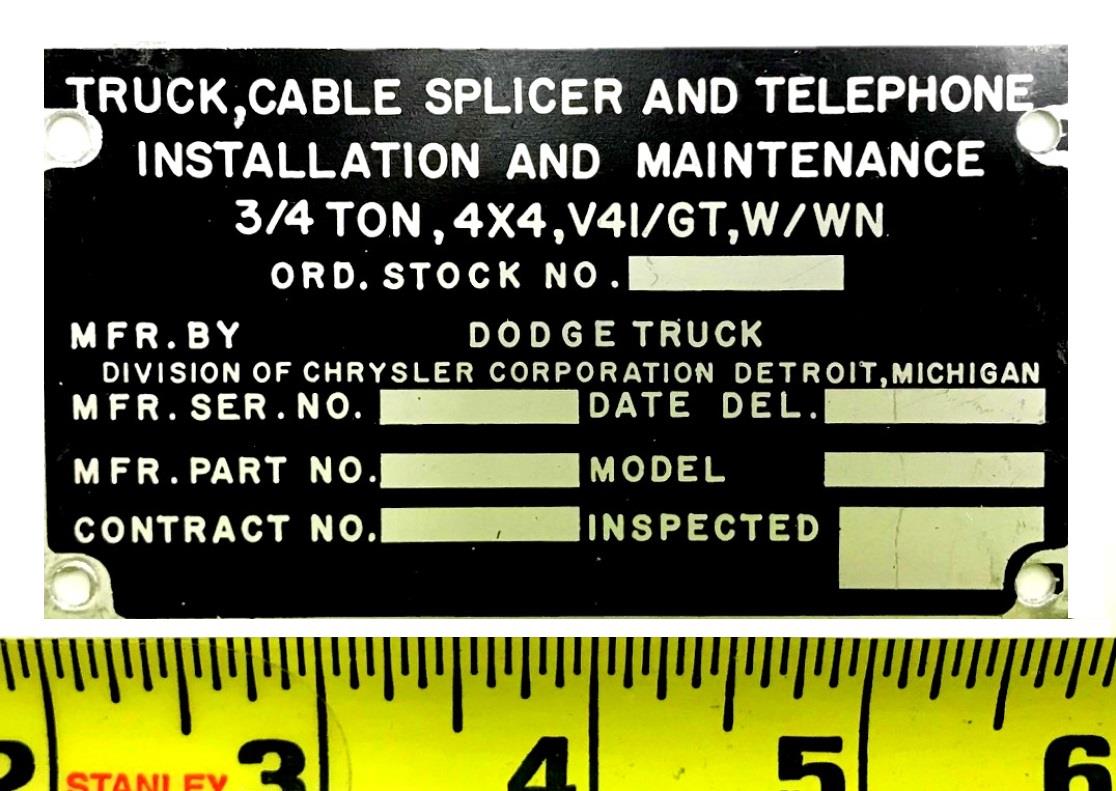 TRUCK,CABLE SPLICER AND TELEPHONE
INSTALLATION AND MAINTENANCE
3/4 TON, 4X4, V41/GT, W/WN
ORD. STOCK NO.
MFR. BY DODGE TRUCK
DIVISION OF CHRYSLER CORPORATION DETROIT, MICHIGAN
MFR. SER. NO. DATE DEL.
MFR. PART NO. MODEL
CONTRACT NO. INSPECTED
2 STANLEY 3 4 5 6